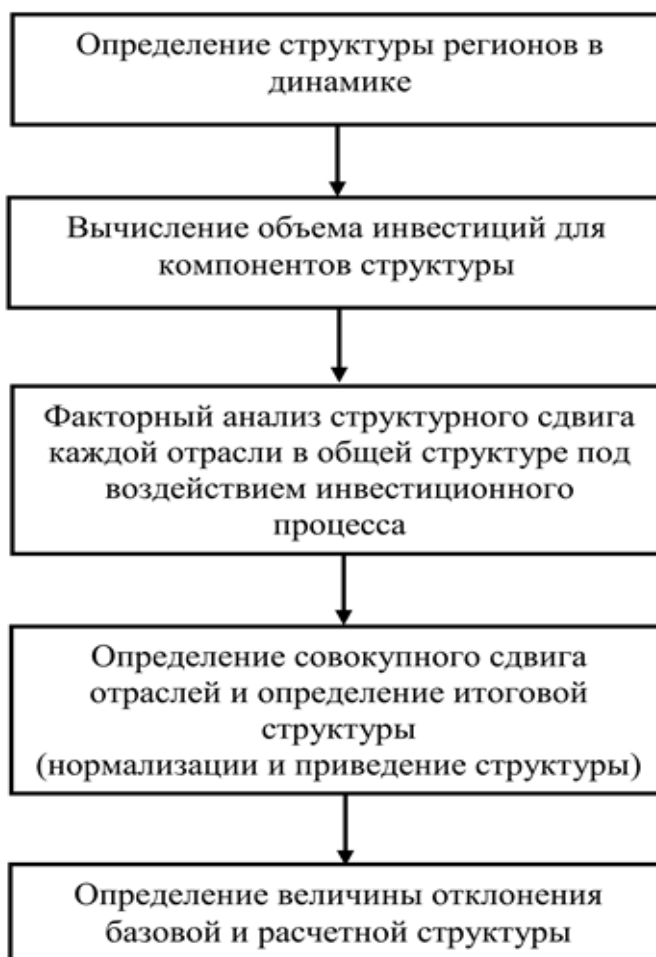 Определение структуры регионов в
динамике
Вычисление объема инвестиций для
компонентов структуры
Факторный анализ структурного сдвига
каждой отрасли в общей структуре под
воздействием инвестиционного
процесса
Определение совокупного сдвига
отраслей и определение итоговой
структуры
(нормализации и приведение структуры)
Определение величины отклонения
базовой и расчетной структуры